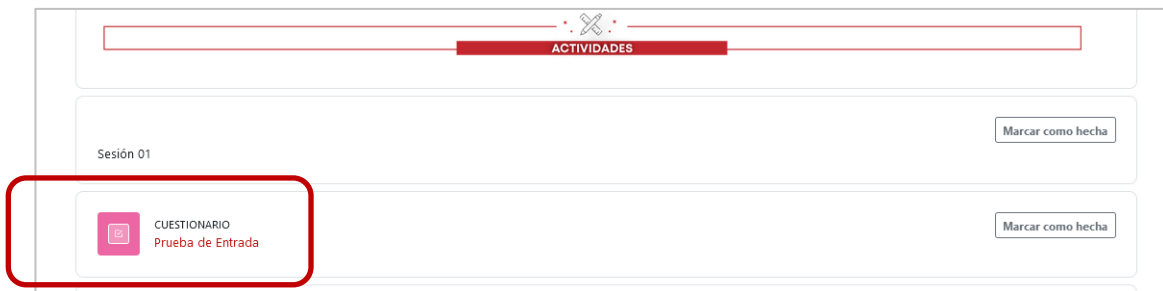 ACTIVIDADES
Marcar como hecha
Sesión 01
CUESTIONARIO
Prueba de Entrada
Marcar como hecha